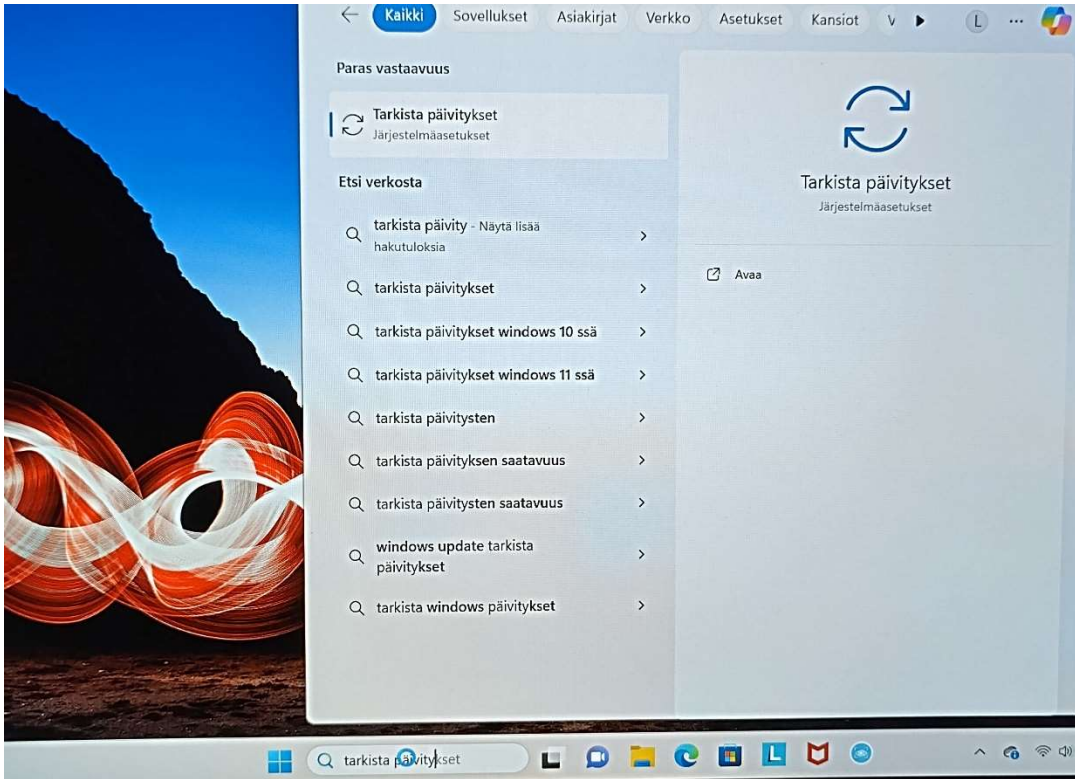 Kaikki Sovellukset Asiakirjat Verkko Asetukset Kansiot V L
Paras vastaavuus
Tarkista päivitykset
Järjestelmäasetukset
Etsi verkosta
tarkista päivity - Näytä lisää
hakutuloksia
tarkista päivitykset
tarkista päivitykset windows 10 ssä
tarkista päivitykset windows 11 ssä
tarkista päivitysten
tarkista päivityksen saatavuus
tarkista päivitysten saatavuus
windows update tarkista
päivitykset
tarkista windows päivitykset
Tarkista päivitykset
Järjestelmäasetukset
Avaa
tarkista päivitykset
L